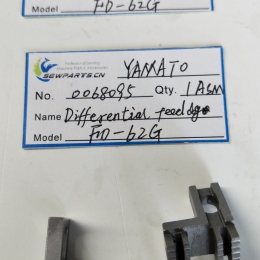 Model FD-62G
SEWPARTS.CN YAMATO
No. 0068095 Qty. 1 ASM
Name Differential feed dog
Model FD-62G